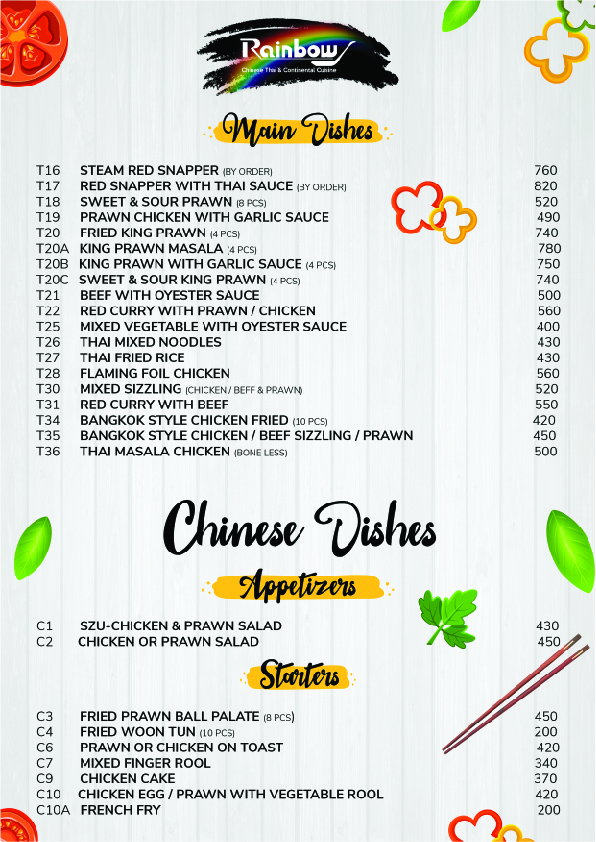 Rainbow
Chinese Thai & Continental Cuisine
Main Dishes
T16 STEAM RED SNAPPER (BY ORDER) 760
T17 RED SNAPPER WITH THAI SAUCE (BY ORDER) 820
T18 SWEET & SOUR PRAWN (8 PCS) 520
T19 PRAWN CHICKEN WITH GARLIC SAUCE 490
T20 FRIED KING PRAWN (4 PCS) 740
T20A KING PRAWN MASALA (4 PCS) 780
T20B KING PRAWN WITH GARLIC SAUCE (4 PCS) 750
T20C SWEET & SOUR KING PRAWN (4 PCS) 740
T21 BEEF WITH OYESTER SAUCE 500
T22 RED CURRY WITH PRAWN / CHICKEN 560
T25 MIXED VEGETABLE WITH OYESTER SAUCE 400
T26 THAI MIXED NOODLES 430
T27 THAI FRIED RICE 430
T28 FLAMING FOIL CHICKEN 560
T30 MIXED SIZZLING (CHICKEN / BEFF & PRAWN) 520
T31 RED CURRY WITH BEEF 550
T34 BANGKOK STYLE CHICKEN FRIED (10 PCS) 420
T35 BANGKOK STYLE CHICKEN / BEEF SIZZLING / PRAWN 450
T36 THAI MASALA CHICKEN (BONE LESS) 500
Chinese Dishes
Appetizers
C1 SZU-CHICKEN & PRAWN SALAD 430
C2 CHICKEN OR PRAWN SALAD 450
Starters
C3 FRIED PRAWN BALL PALATE (8 PCS) 450
C4 FRIED WOON TUN (10 PCS) 200
C6 PRAWN OR CHICKEN ON TOAST 420
C7 MIXED FINGER ROOL 340
C9 CHICKEN CAKE 370
C10 CHICKEN EGG / PRAWN WITH VEGETABLE ROOL 420
C10A FRENCH FRY 200